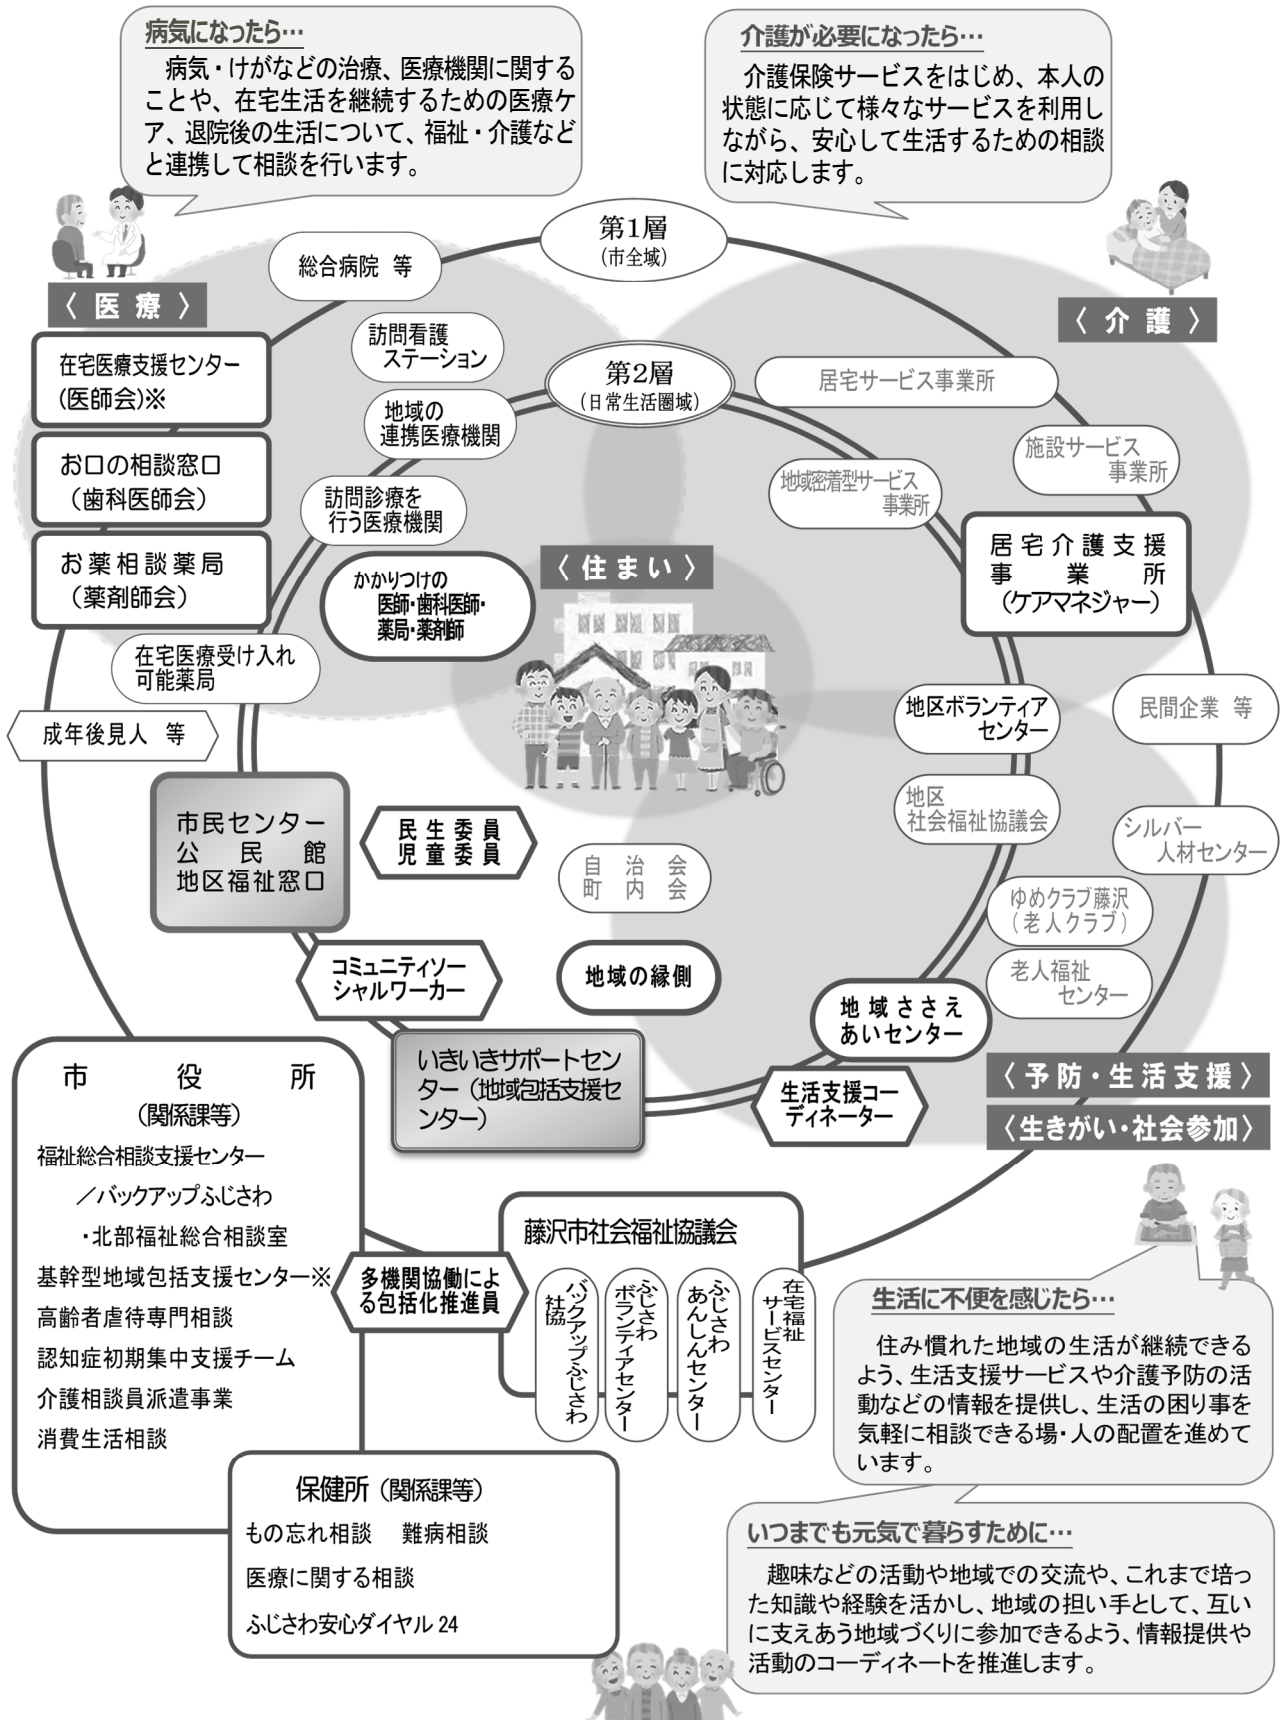 病気になったら…
病気・けがなどの治療、医療機関に関する
ことや、在宅生活を継続するための医療ケ
ア、退院後の生活について、福祉・介護など
と連携して相談を行います。
介護が必要になったら…
介護保険サービスをはじめ、本人の
状態に応じて様々なサービスを利用し
ながら、安心して生活するための相談
に対応します。
第1層
(市全域)
総合病院 等
〈 医 療 〉
〈 介 護 〉
訪問看護
ステーション
第2層
(日常生活圏域)
居宅サービス事業所
在宅医療支援センター
(医師会)※
地域の
連携医療機関
施設サービス
事業所
お口の相談窓口
(歯科医師会)
訪問診療を
行う医療機関
地域密着型サービス
事業所
お薬相談薬局
(薬剤師会)
かかりつけの
医師・歯科医師・
薬局・薬剤師
〈 住 ま い 〉
居宅介護支援
事業所
(ケアマネジャー)
在宅医療受け入れ
可能薬局
成年後見人 等
地区ボランティア
センター
民間企業 等
市民センター
公民館
地区福祉窓口
民生委員
児童委員
地区
社会福祉協議会
シルバー
人材センター
自治会
町内会
ゆめクラブ藤沢
(老人クラブ)
コミュニティソー
シャルワーカー
地域の縁側
老人福祉
センター
地域ささえ
あいセンター
いきいきサポートセン
ター(地域包括支援セ
ンター)
生活支援コー
ディネーター
〈 予防・生活支援 〉
〈生きがい・社会参加〉
市役所
(関係課等)
福祉総合相談支援センター
／バックアップふじさわ
・北部福祉総合相談室
基幹型地域包括支援センター※
高齢者虐待専門相談
認知症初期集中支援チーム
介護相談員派遣事業
消費生活相談
多機関協働によ
る包括化推進員
藤沢市社会福祉協議会
バックアップふじさわ
社協
ふじさわ
ボランティアセンター
ふじさわ
あんしんセンター
在宅福祉
サービスセンター
保健所(関係課等)
もの忘れ相談 難病相談
医療に関する相談
ふじさわ安心ダイヤル24
生活に不便を感じたら…
住み慣れた地域の生活が継続できる
よう、生活支援サービスや介護予防の活
動などの情報を提供し、生活の困り事を
気軽に相談できる場・人の配置を進めて
います。
いつまでも元気で暮らすために…
趣味などの活動や地域での交流や、これまで培っ
た知識や経験を活かし、地域の担い手として、互い
に支えあう地域づくりに参加できるよう、情報提供や
活動のコーディネートを推進します。